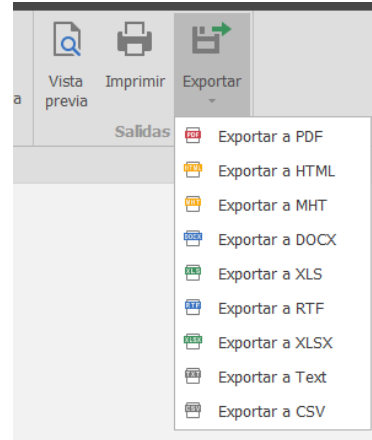 Vista
previa
Imprimir
Exportar
a
Salidas
PDF Exportar a PDF
HTML Exportar a HTML
MHT Exportar a MHT
DOCX Exportar a DOCX
XLS Exportar a XLS
RTF Exportar a RTF
XLSX Exportar a XLSX
TXT Exportar a Text
CSV Exportar a CSV